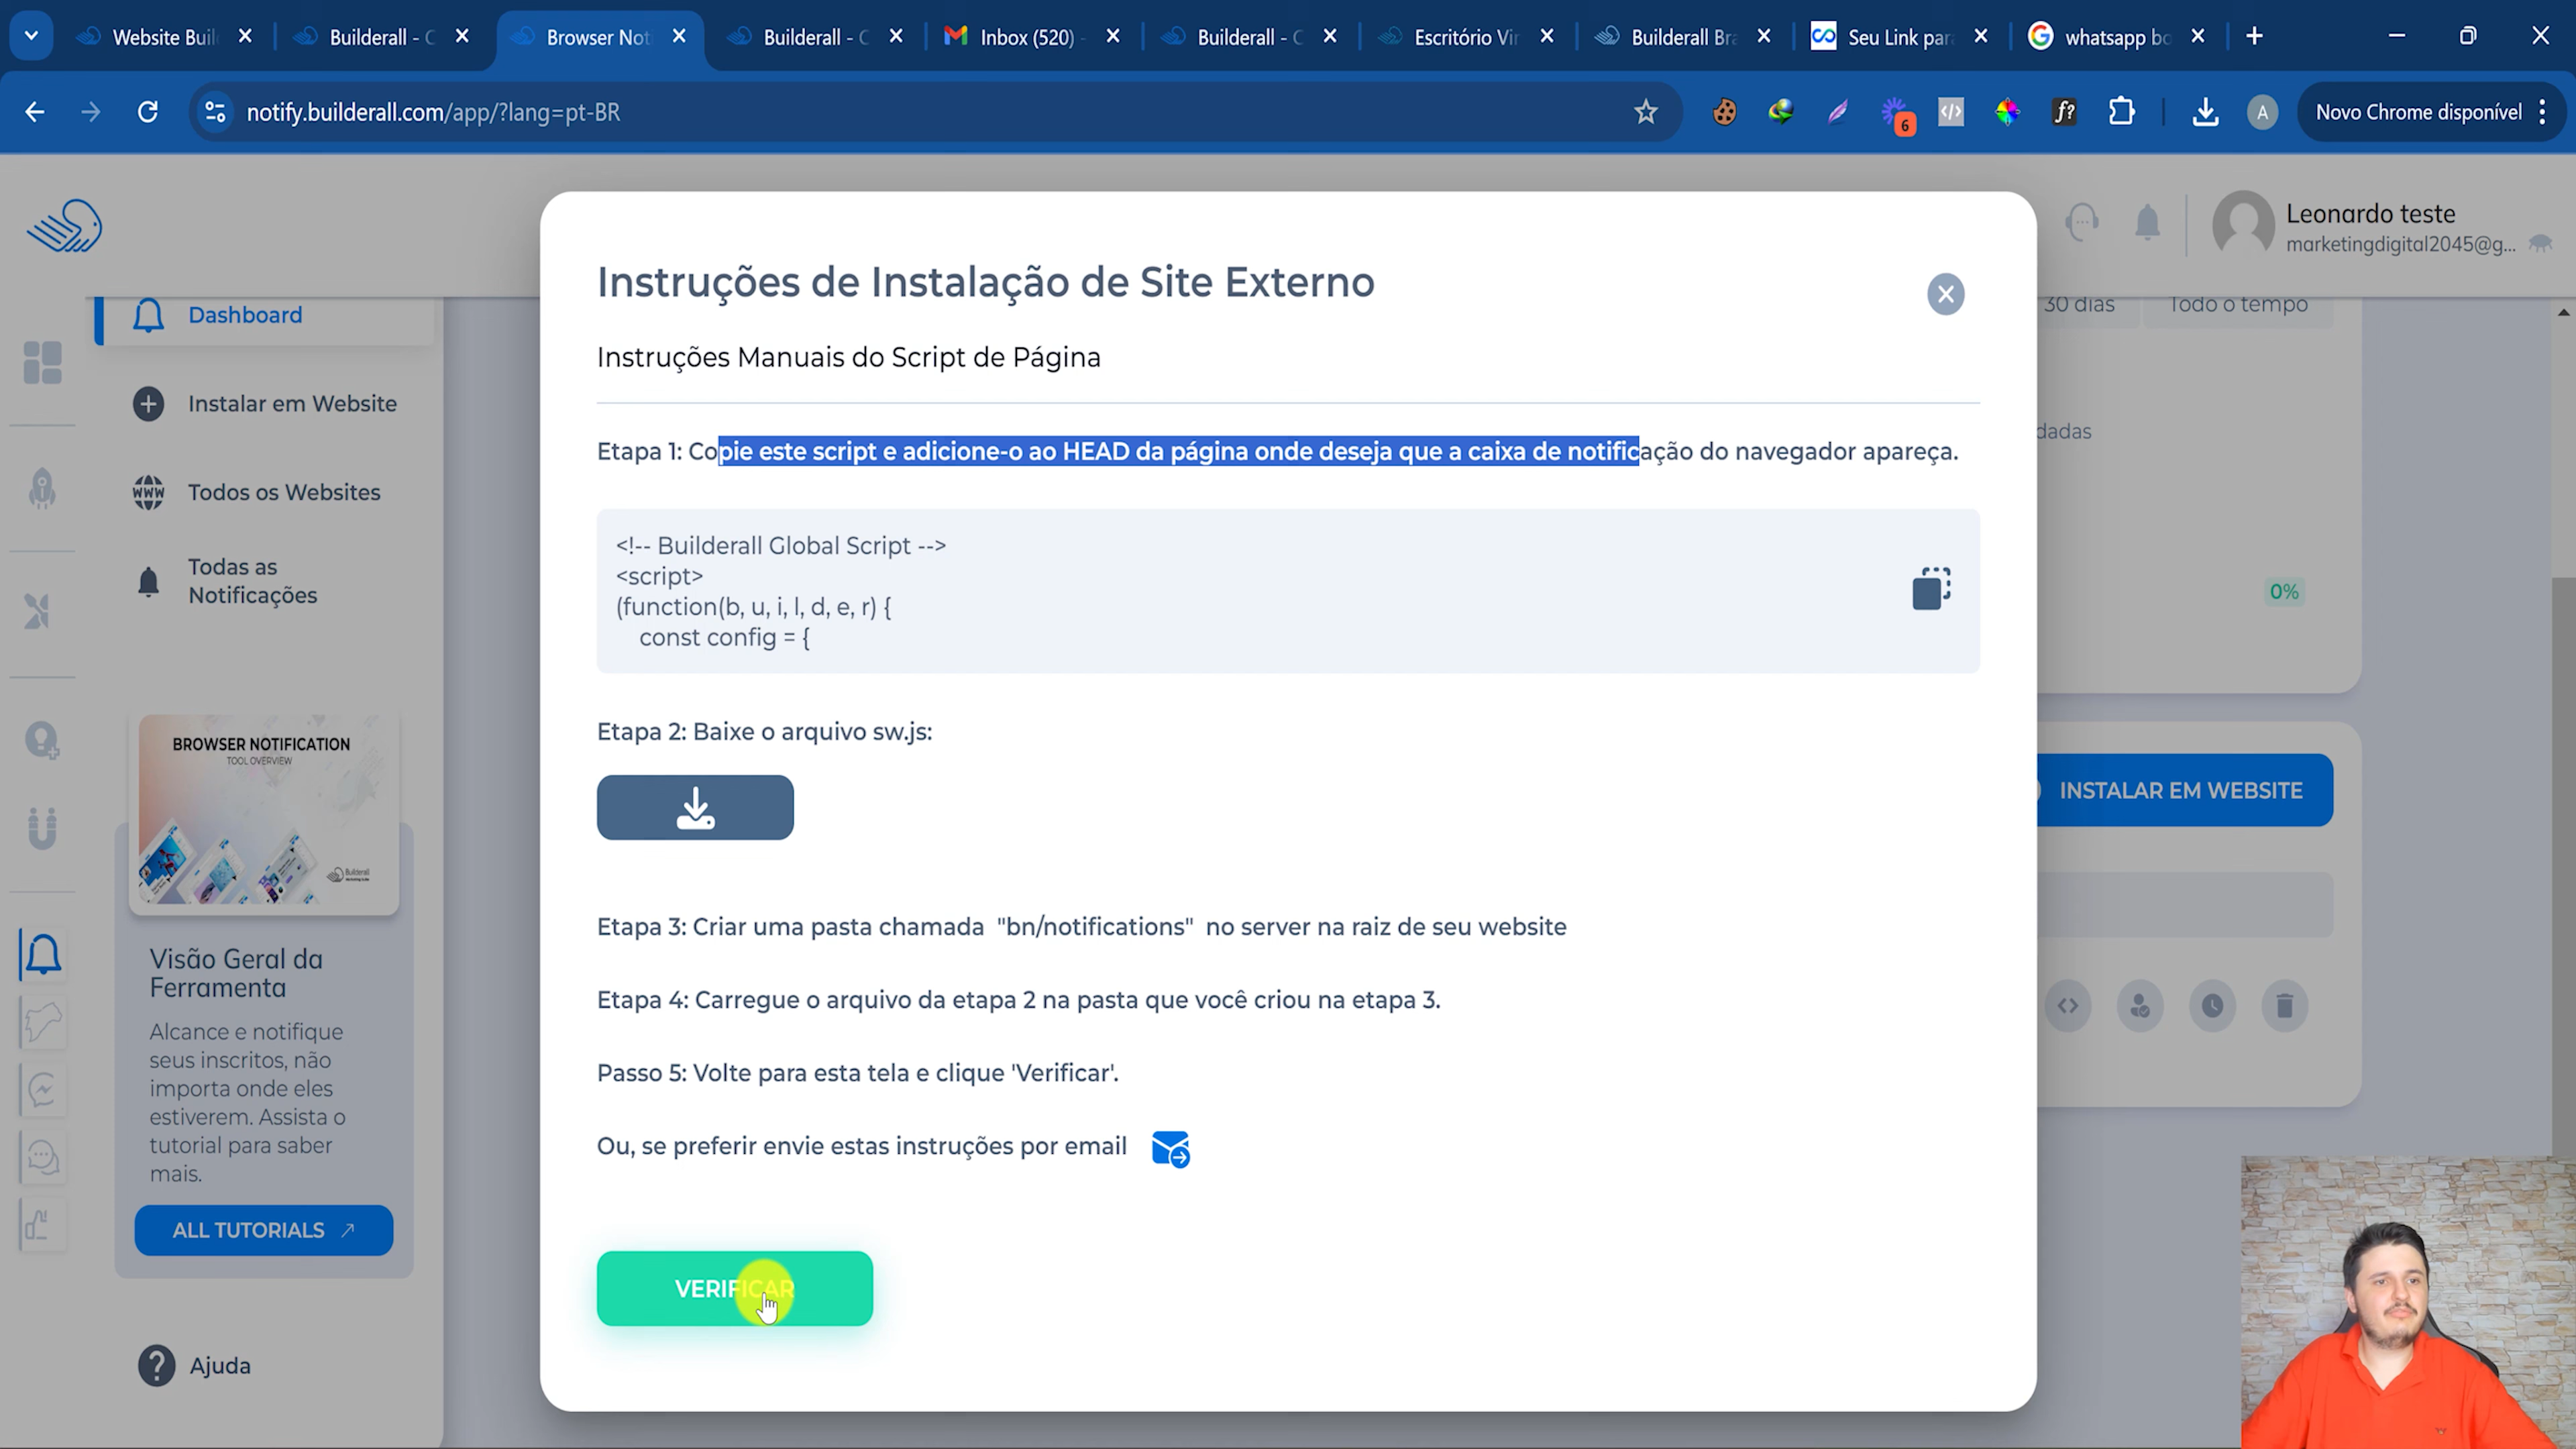 Website Buil
Builderall - C
Browser Not
Builderall - C
Inbox (520) -
Builderall - C
Escritório Vir
Builderall Bra
Seu Link par
whatsapp bo
notify.builderall.com/app/?lang=pt-BR
6
f?
A
Novo Chrome disponível
Leonardo teste
marketingdigital2045@g...
Dashboard
Instalar em Website
Todos os Websites
Todas as
Notificações
BROWSER NOTIFICATION
TOOL OVERVIEW
Builderall
Visão Geral da
Ferramenta
Alcance e notifique
seus inscritos, não
importa onde eles
estiverem. Assista o
tutorial para saber
mais.
ALL TUTORIALS
Ajuda
Instruções de Instalação de Site Externo
Instruções Manuais do Script de Página
Etapa 1: Copie este script e adicione-o ao HEAD da página onde deseja que a caixa de notificação do navegador apareça.
<!-- Builderall Global Script -->
<script>
(function(b, u, i, l, d, e, r) {
const config = {
Etapa 2: Baixe o arquivo sw.js:
Etapa 3: Criar uma pasta chamada "bn/notifications" no server na raiz de seu website
Etapa 4: Carregue o arquivo da etapa 2 na pasta que você criou na etapa 3.
Passo 5: Volte para esta tela e clique 'Verificar'.
Ou, se preferir envie estas instruções por email
VERIFICAR
30 dias
Todo o tempo
dadas
0%
INSTALAR EM WEBSITE